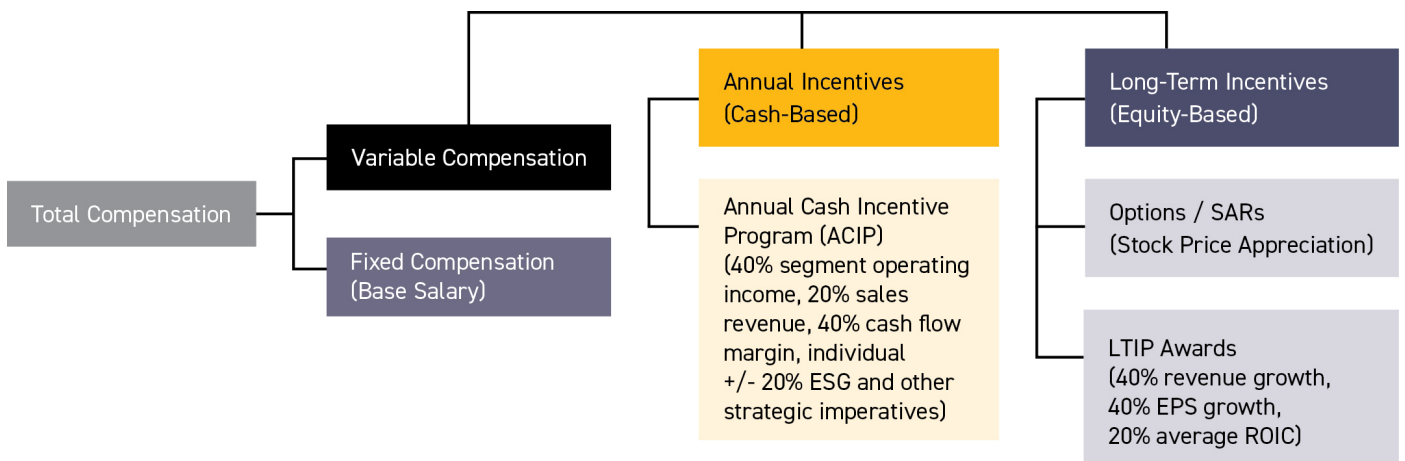 Total Compensation
Variable Compensation
Fixed Compensation
(Base Salary)
Annual Incentives
(Cash-Based)
Annual Cash Incentive
Program (ACIP)
(40% segment operating
income, 20% sales
revenue, 40% cash flow
margin, individual
+/- 20% ESG and other
strategic imperatives)
Long-Term Incentives
(Equity-Based)
Options / SARs
(Stock Price Appreciation)
LTIP Awards
(40% revenue growth,
40% EPS growth,
20% average ROIC)